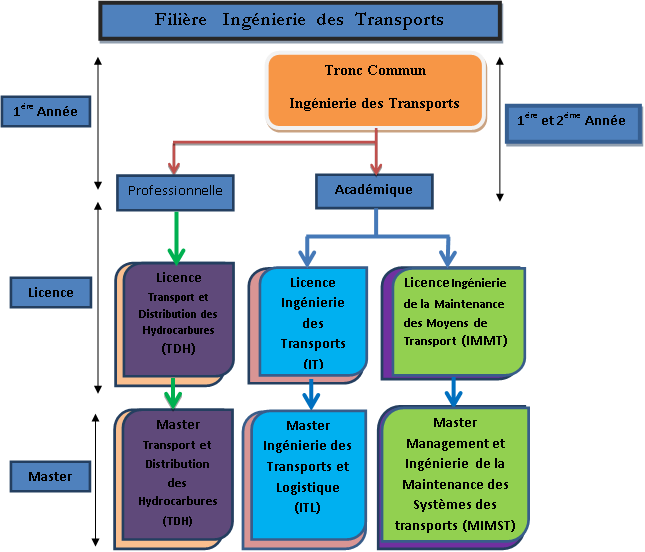 Filière Ingénierie des Transports
Tronc Commun
Ingénierie des Transports
1ére Année
1ére et 2éme Année
Professionnelle
Académique
Licence
Licence
Transport et
Distribution des
Hydrocarbures
(TDH)
Licence
Ingénierie
des
Transports
(IT)
Licence Ingénierie
de la Maintenance
des Moyens de
Transport (IMMT)
Master
Master
Transport et
Distribution
des
Hydrocarbures
(TDH)
Master
Ingénierie des
Transports et
Logistique
(ITL)
Master
Management et
Ingénierie de la
Maintenance des
Systèmes des
transports (MIMST)